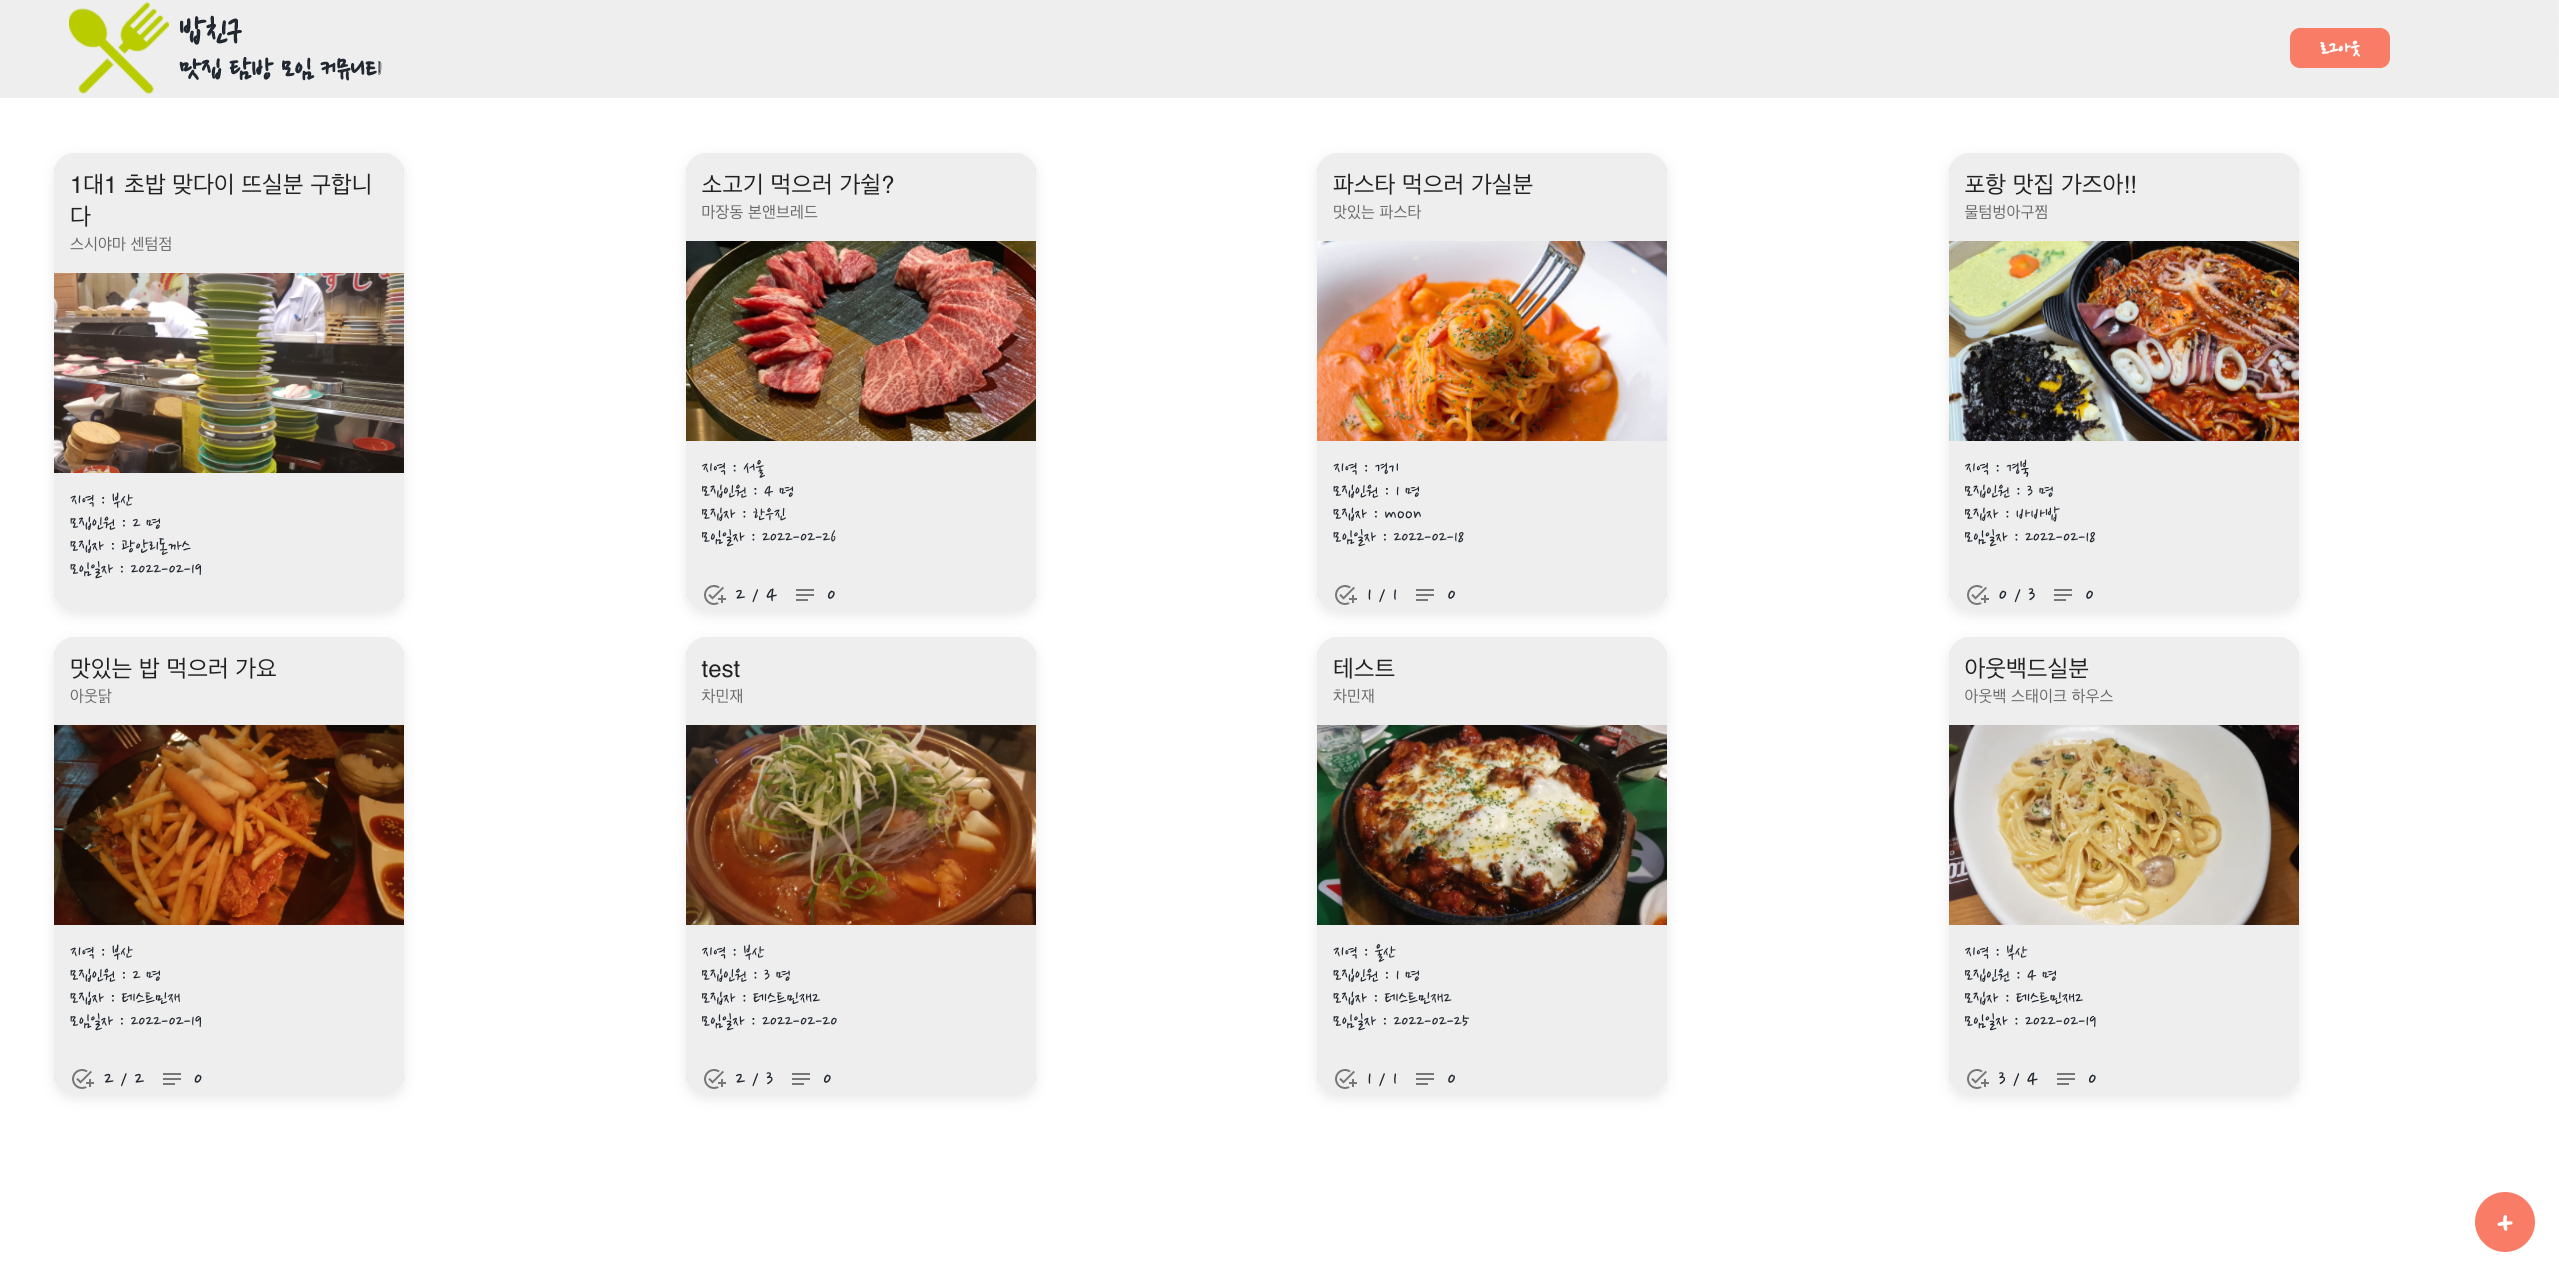 밥친구
맛집 탐방 모임 커뮤니티
로그아웃
1대1 초밥 맞다이 뜨실분 구합니
다
스시야마 센텀점
지역 : 부산
모집인원 : 2 명
모집자 : 광안리돈까스
모임일자 : 2022-02-19
소고기 먹으러 가쉴?
마장동 본앤브레드
지역 : 서울
모집인원 : 4 명
모집자 : 한우진
모임일자 : 2022-02-26
2 / 4 0
파스타 먹으러 가실분
맛있는 파스타
지역 : 경기
모집인원 : 1 명
모집자 : moon
모임일자 : 2022-02-18
1 / 1 0
포항 맛집 가즈아!!
물텀벙아구찜
지역 : 경북
모집인원 : 3 명
모집자 : 바바밥
모임일자 : 2022-02-18
0 / 3 0
맛있는 밥 먹으러 가요
아웃닭
지역 : 부산
모집인원 : 2 명
모집자 : 테스트민재
모임일자 : 2022-02-19
2 / 2 0
test
차민재
지역 : 부산
모집인원 : 3 명
모집자 : 테스트민재2
모임일자 : 2022-02-20
2 / 3 0
테스트
차민재
지역 : 울산
모집인원 : 1 명
모집자 : 테스트민재2
모임일자 : 2022-02-25
1 / 1 0
아웃백드실분
아웃백 스태이크 하우스
지역 : 부산
모집인원 : 4 명
모집자 : 테스트민재2
모임일자 : 2022-02-19
3 / 4 0
+